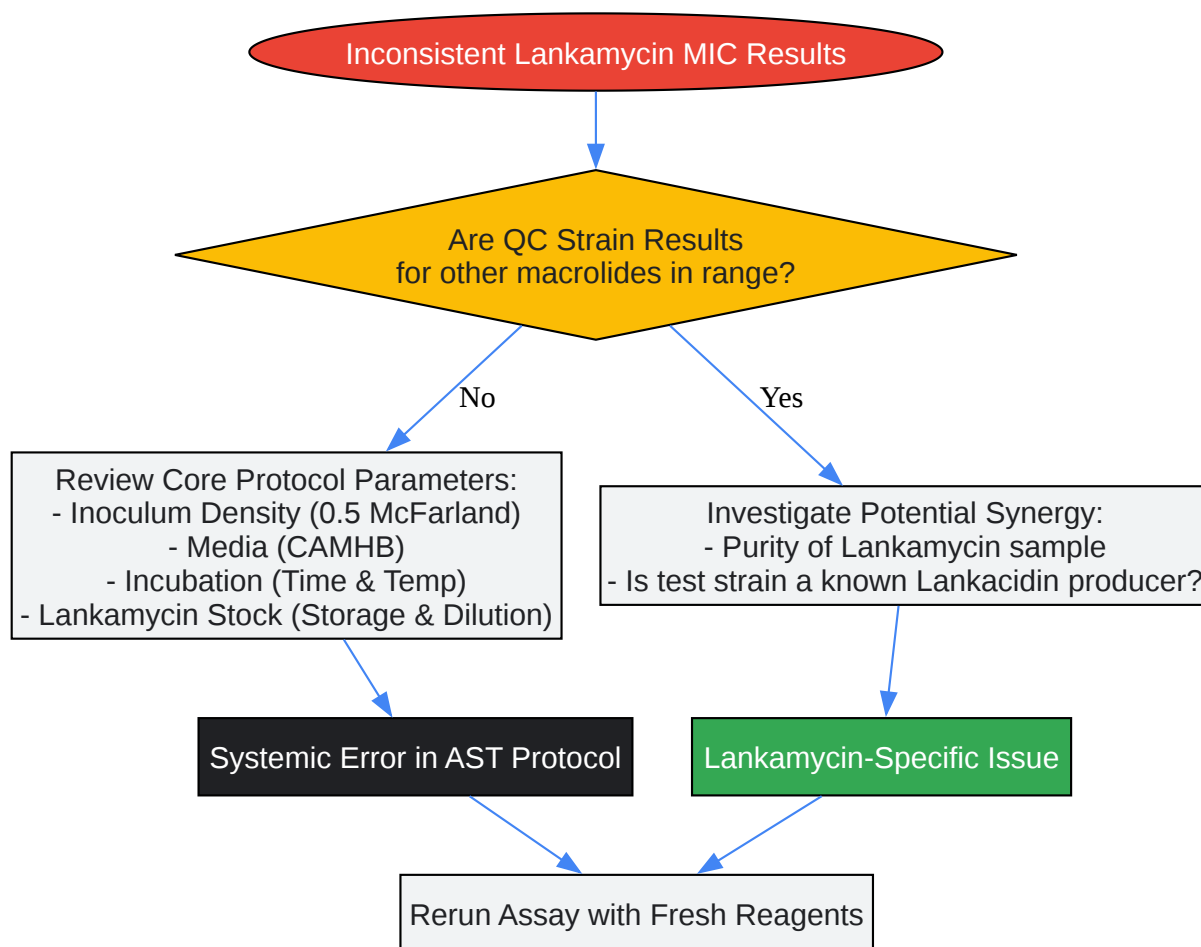 Inconsistent Lankamycin MIC Results
Are QC Strain Results
for other macrolides in range?
No
Yes
Review Core Protocol Parameters:
- Inoculum Density (0.5 McFarland)
- Media (CAMHB)
- Incubation (Time & Temp)
- Lankamycin Stock (Storage & Dilution)
Investigate Potential Synergy:
- Purity of Lankamycin sample
- Is test strain a known Lankacidin producer?
Systemic Error in AST Protocol
Lankamycin-Specific Issue
Rerun Assay with Fresh Reagents